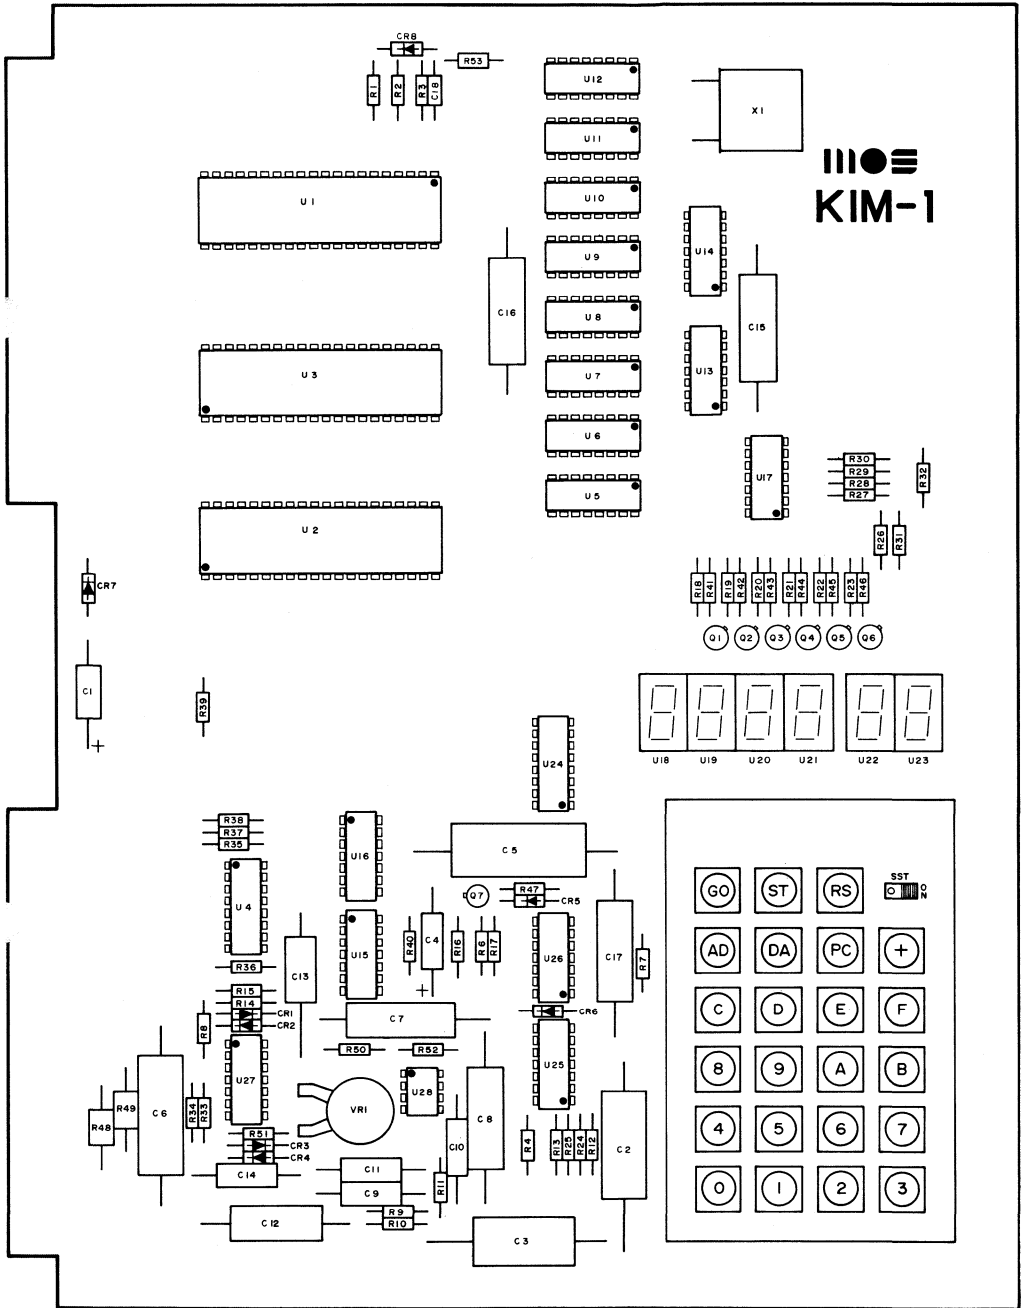 CR8
R53
R1
R2
R3
C18
U12
X1
U11
mos
KIM-1
U1
U10
U14
U9
C16
C15
U8
U3
U7
U13
U6
R30
R29
R28
R27
R32
U17
U5
U2
R26
R31
CR7
R18
R41
R19
R42
R20
R43
R21
R44
R22
R45
R23
R46
Q1
Q2
Q3
Q4
Q5
Q6
C1
+
R39
U18
U19
U20
U21
U22
U23
U24
R38
R37
R35
U16
C5
U4
Q7
R47
CR5
GO
ST
RS
SST
ON
R40
C4
R16
R6
R17
U15
U26
C17
R7
AD
DA
PC
+
R36
C13
+
R15
R14
CR1
CR2
R8
C7
CR6
C
D
E
F
R50
R52
U27
VR1
U28
C8
U25
8
9
A
B
R48
R49
C6
R34
R33
R51
CR3
CR4
C10
R4
R13
R25
R24
R12
C2
4
5
6
7
C14
C11
C9
R11
0
1
2
3
R9
R10
C12
C3